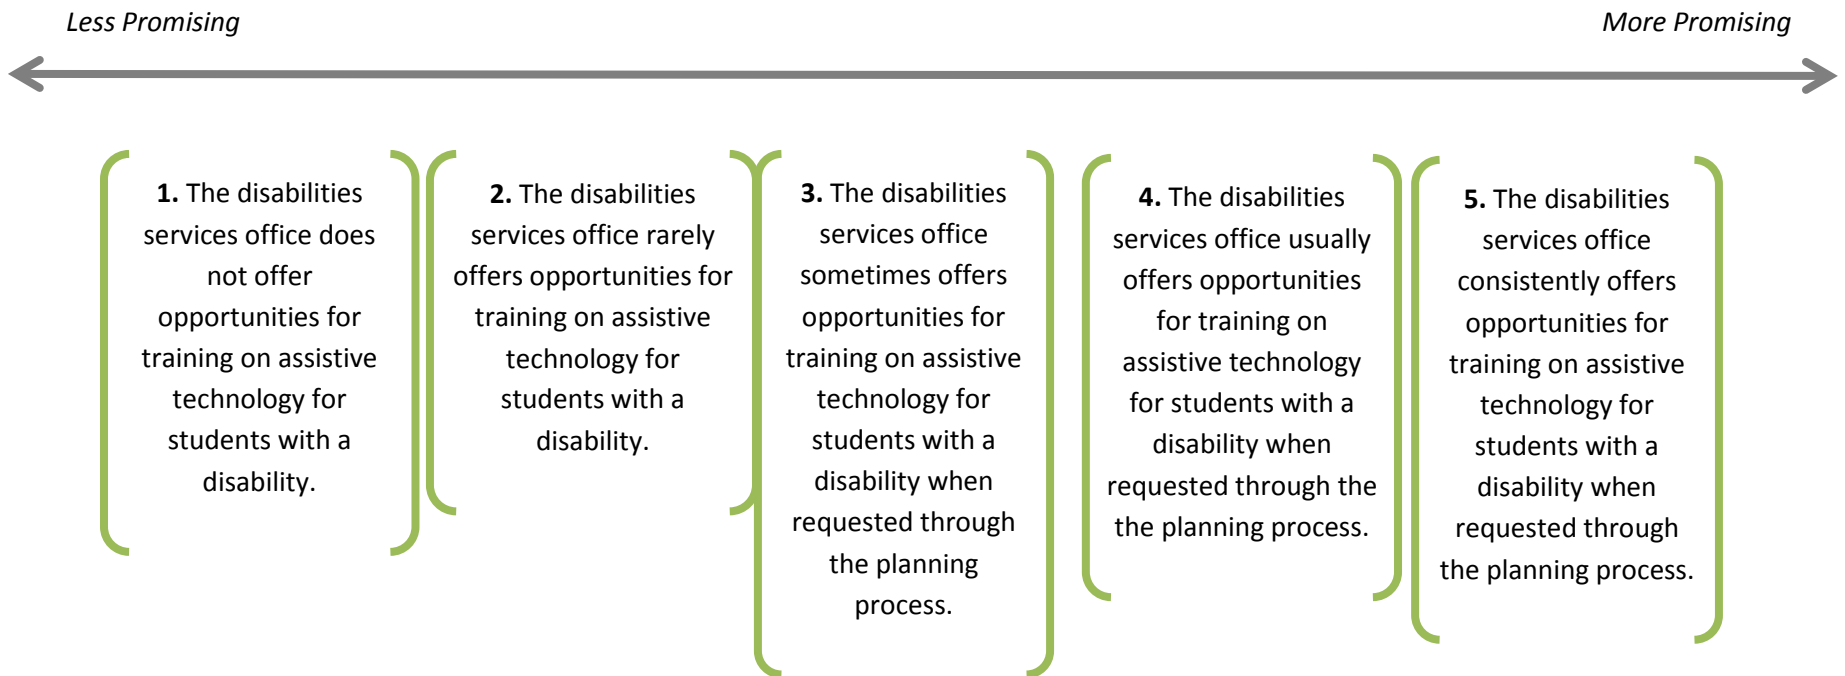 Less Promising
More Promising
1. The disabilities
services office does
not offer
opportunities for
training on assistive
technology for
students with a
disability.
2. The disabilities
services office rarely
offers opportunities for
training on assistive
technology for
students with a
disability.
3. The disabilities
services office
sometimes offers
opportunities for
training on assistive
technology for
students with a
disability when
requested through
the planning
process.
4. The disabilities
services office usually
offers opportunities
for training on
assistive technology
for students with a
disability when
requested through the
the planning process.
5. The disabilities
services office
consistently offers
opportunities for
training on assistive
technology for
students with a
disability when
requested through
the planning process.